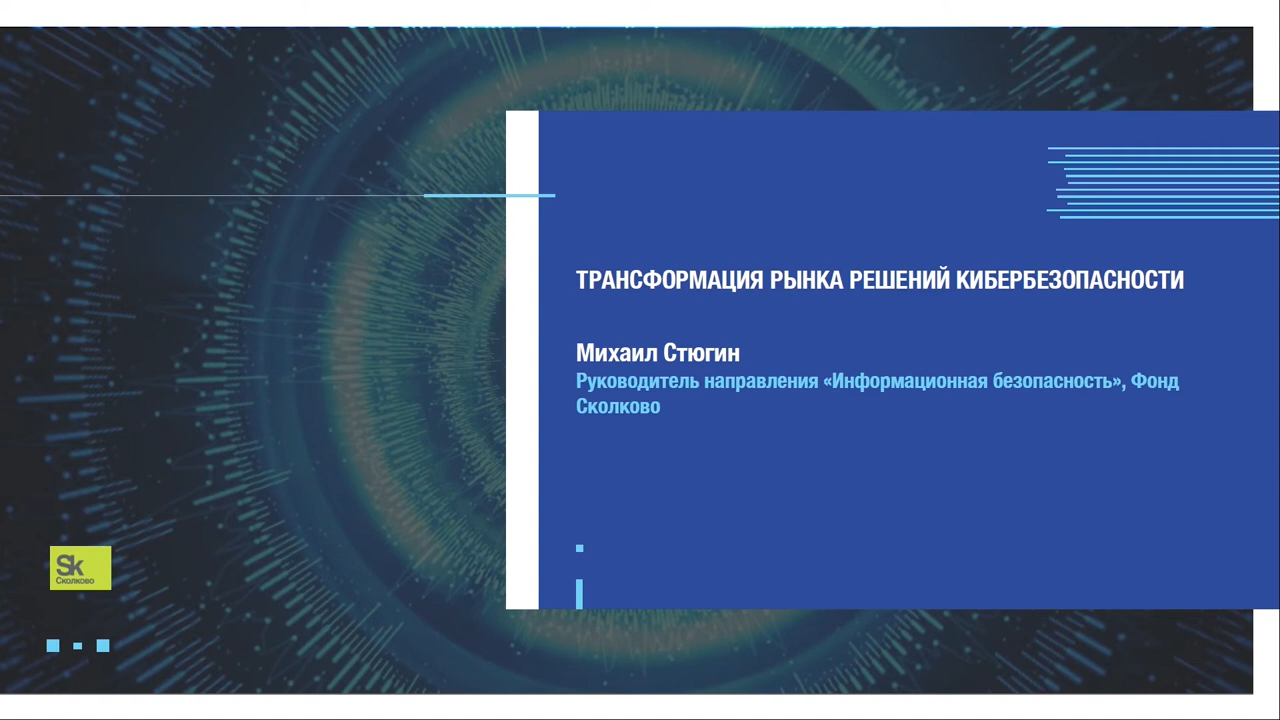 ТРАНСФОРМАЦИЯ РЫНКА РЕШЕНИЙ КИБЕРБЕЗОПАСНОСТИ
Михаил Стюгин
Руководитель направления «Информационная безопасность», Фонд
Сколково
Sk
Сколково